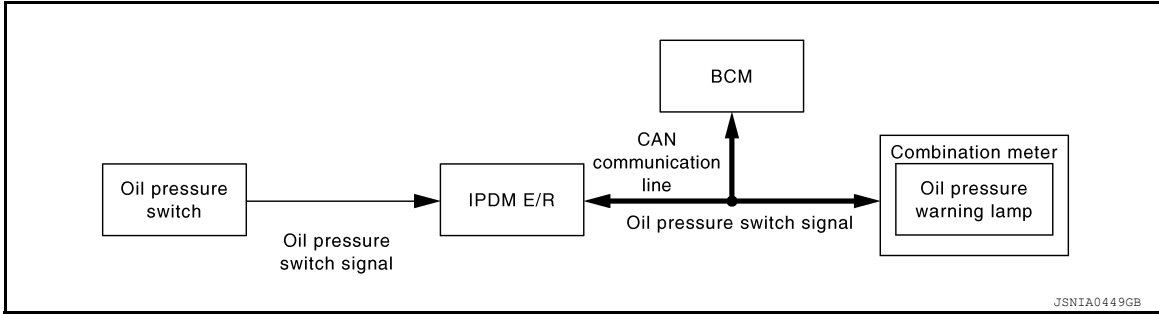 BCM
CAN
communication
line
Combination meter
Oil pressure
switch
IPDM E/R
Oil pressure
warning lamp
Oil pressure switch signal
Oil pressure
switch signal
JSNIA0449GB